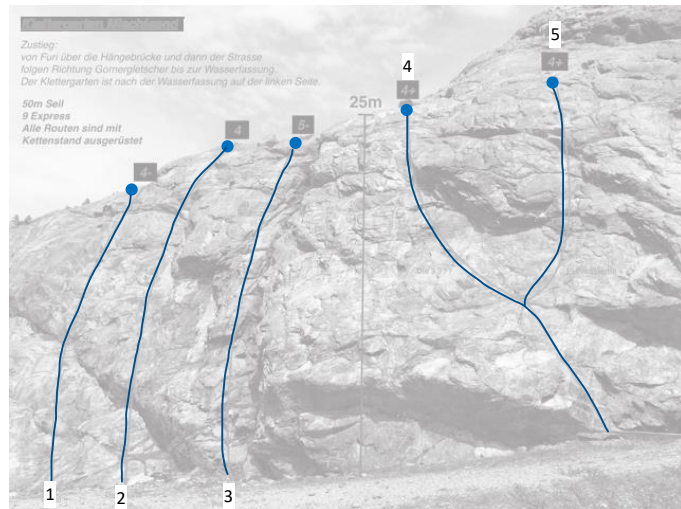 Klettergarten
Zustieg:
von Furi über die Hängebrücke und dann der Strasse
folgen Richtung Gornergletscher bis zur Wasserfassung.
Der Klettergarten ist nach der Wasserfassung auf der linken Seite.
50m Seil
9 Express
Alle Routen sind mit
Kettenstand ausgerüstet
5
4+
4
4+
25m
4
5-
4-
1
2
3